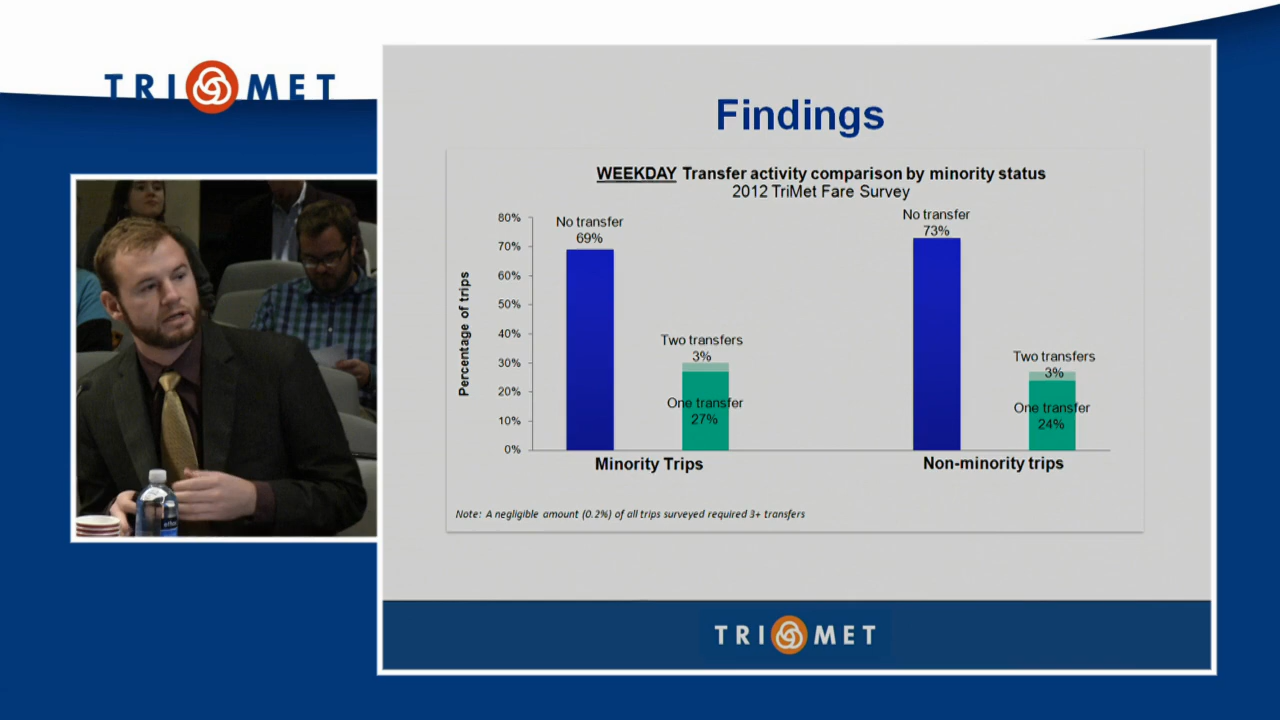 TRIMET
Findings
WEEKDAY Transfer activity comparison by minority status
2012 TriMet Fare Survey
Percentage of trips
80%
70%
60%
50%
40%
30%
20%
10%
0%
No transfer
69%
Two transfers
3%
One transfer
27%
Minority Trips
No transfer
73%
Two transfers
3%
One transfer
24%
Non-minority trips
Note: A negligible amount (0.2%) of all trips surveyed required 3+ transfers
TRIMET